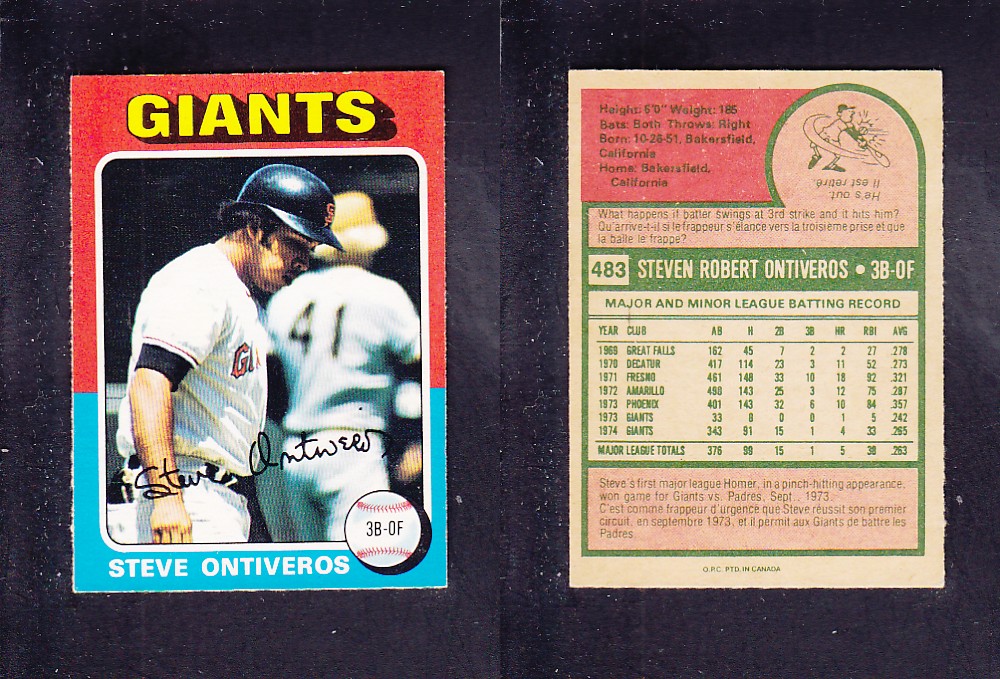 GIANTS
SF
41
GI
Steve Ontiveros
3B-OF
STEVE ONTIVEROS
Height: 6'0" Weight: 185
Bats: Both Throws: Right
Born: 10-26-51, Bakersfield,
California
Home: Bakersfield,
California
He's out.
Il est retiré.
What happens if batter swings at 3rd strike and it hits him?
Qu'arrive-t-il si le frappeur s'élance vers la troisième prise et que
la balle le frappe?
483 STEVEN ROBERT ONTIVEROS • 3B-OF
MAJOR AND MINOR LEAGUE BATTING RECORD
YEAR CLUB AB H 2B 3B HR RBI AVG
1969 GREAT FALLS 162 45 7 2 2 27 .278
1970 DECATUR 417 114 23 3 11 52 .273
1971 FRESNO 461 148 33 10 18 92 .321
1972 AMARILLO 498 143 25 3 12 75 .287
1973 PHOENIX 401 143 32 6 10 84 .357
1973 GIANTS 33 8 0 0 1 5 .242
1974 GIANTS 343 91 15 1 4 33 .265
MAJOR LEAGUE TOTALS 376 99 15 1 5 38 .263
Steve's first major league Homer, in a pinch-hitting appearance,
won game for Giants vs. Padres, Sept.. 1973.
C'est comme frappeur d'urgence que Steve réussit son premier
circuit, en septembre 1973, et il permit aux Giants de battre les
Padres.
O.P.C. PTD. IN CANADA